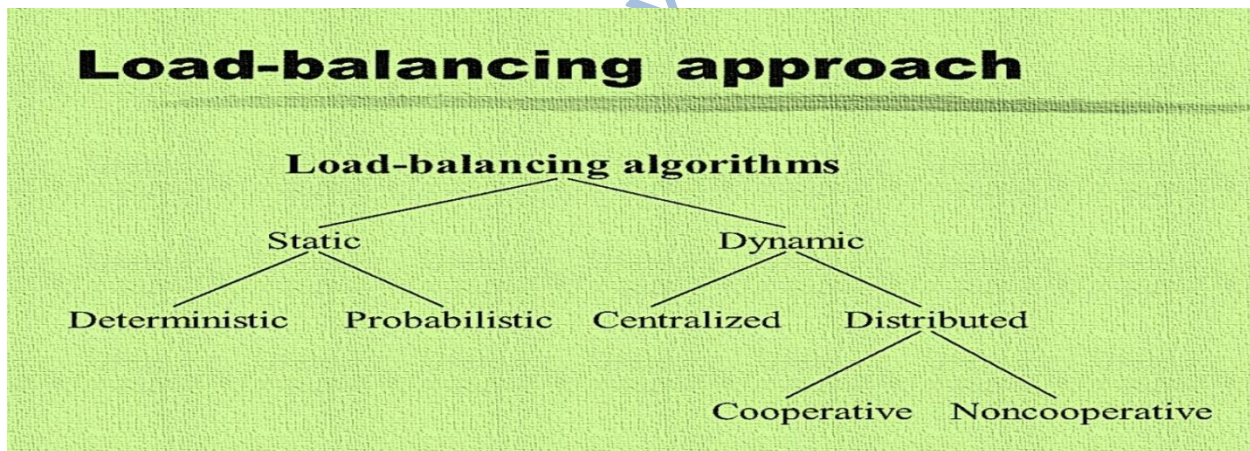 Load-balancing approach
Load-balancing algorithms
Static Dynamic
Deterministic Probabilistic Centralized Distributed
Cooperative Noncooperative